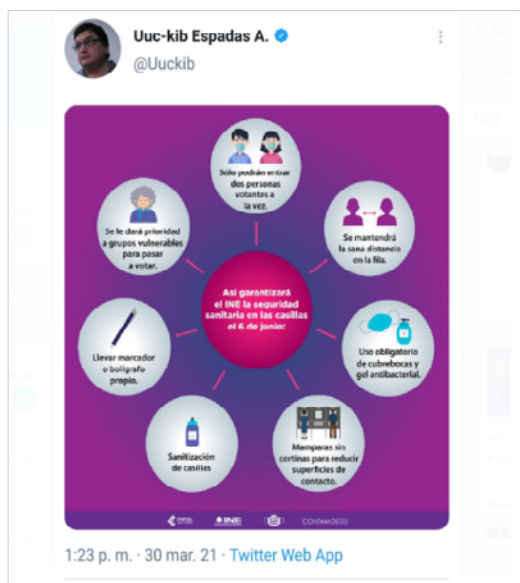 Uuc-kib Espadas A.
@Uuckib
Sólo podrán entrar
dos personas
votantes a
la vez.
Se le dará prioridad
a grupos vulnerables
para pasar
a votar.
Se mantendrá
la sana distancia
en la fila.
Así garantizará
el INE la seguridad
sanitaria en las casillas
el 6 de junio:
Llevar marcador
o bolígrafo
propio.
Uso obligatorio
de cubrebocas y
gel antibacterial.
Sanitización
de casillas
Mamparas sin
cortinas para reducir
superficies de
contacto.
INE
1:23 p. m. · 30 mar. 21 · Twitter Web App